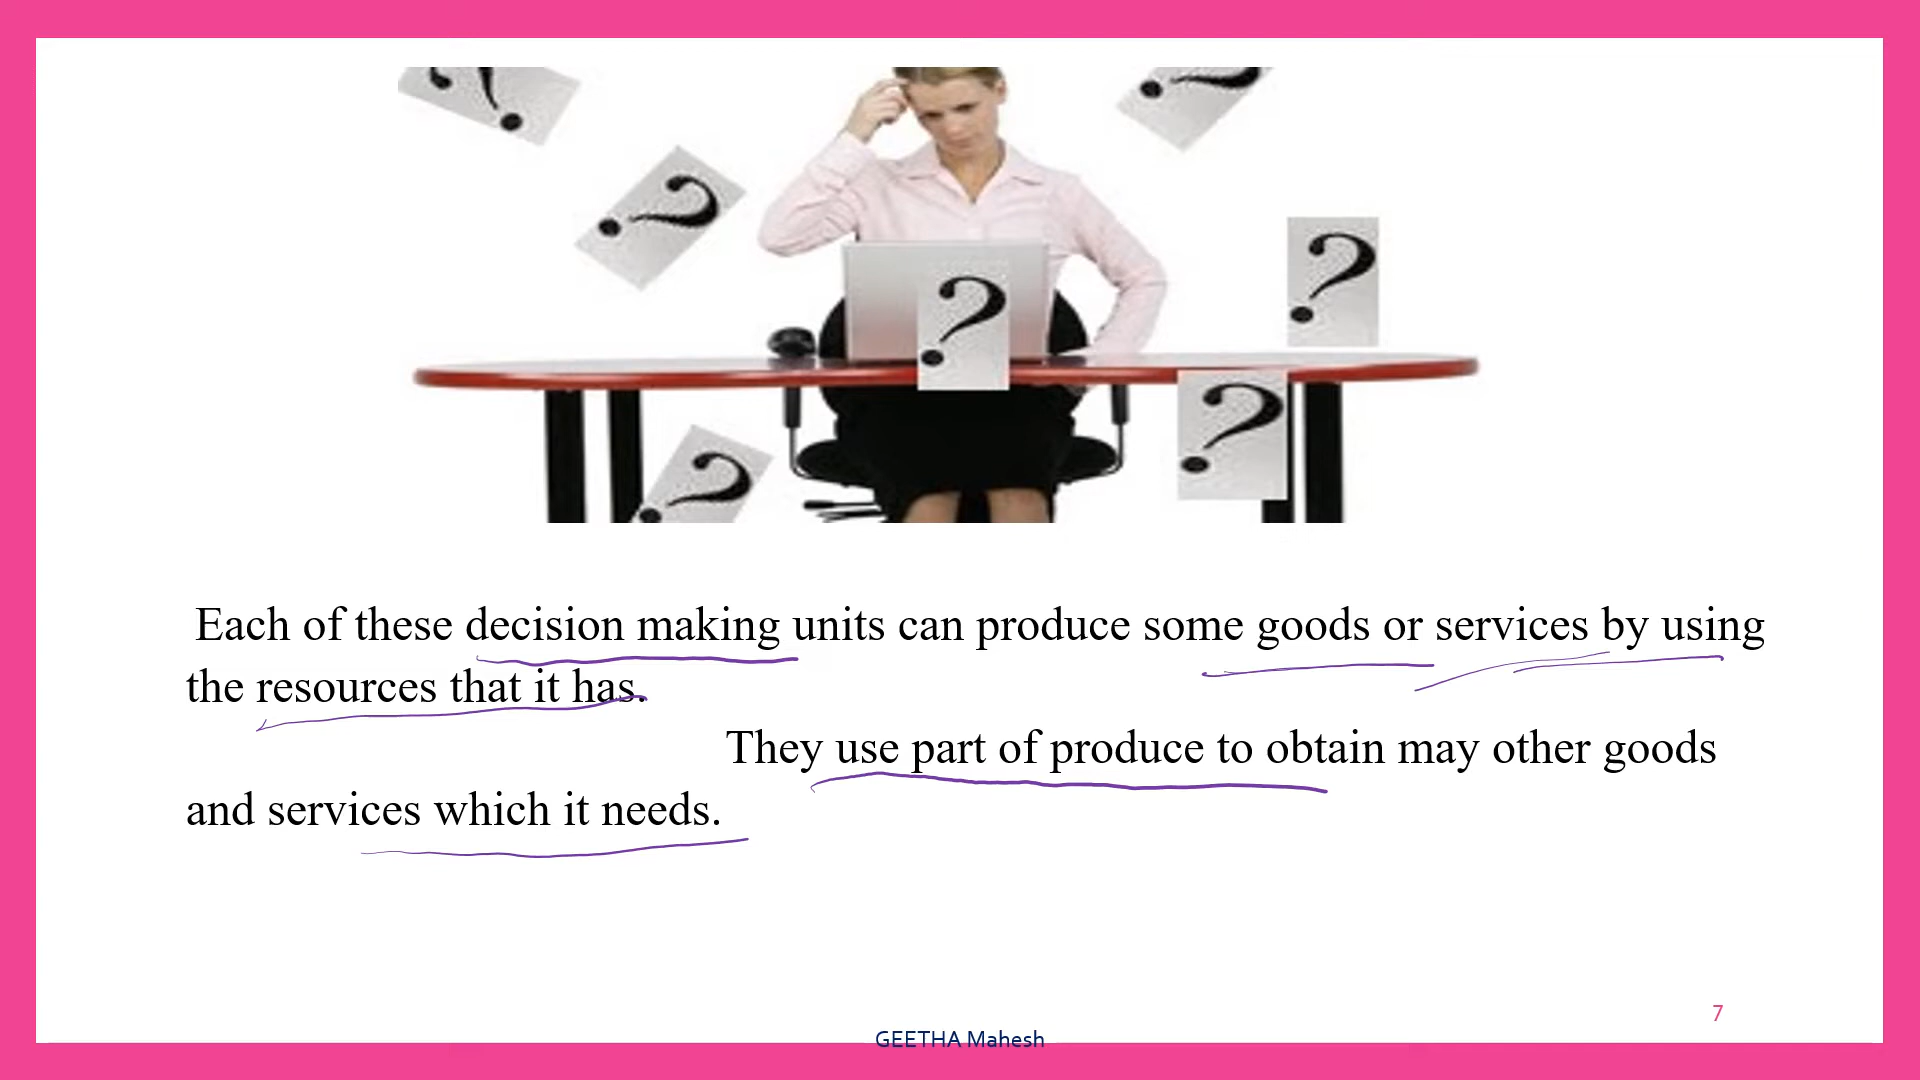 ?
?
?
?
?
?
?
Each of these decision making units can produce some goods or services by using
the resources that it has.
They use part of produce to obtain may other goods
and services which it needs.
7
GEETHA Mahesh